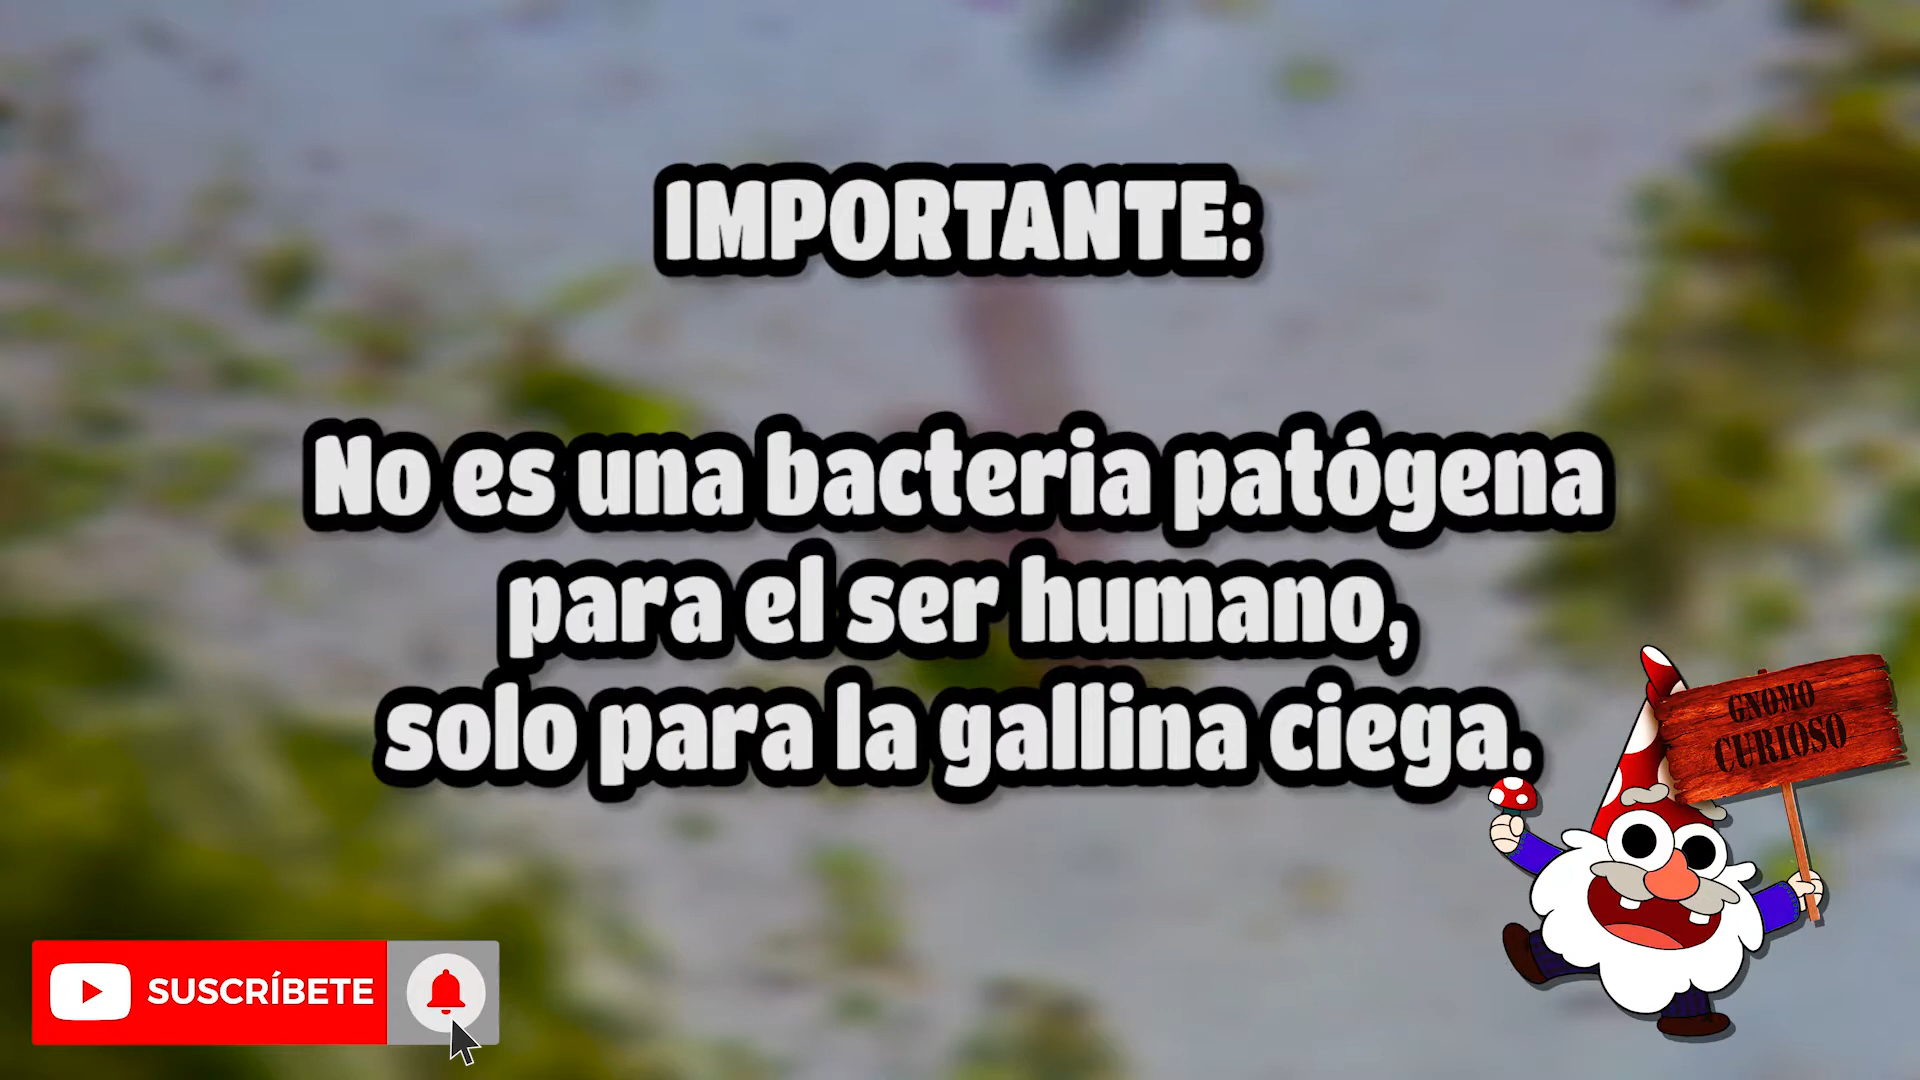 IMPORTANTE:
No es una bacteria patógena
para el ser humano,
solo para la gallina ciega.
GNOMO
CURIOSO
SUSCRÍBETE